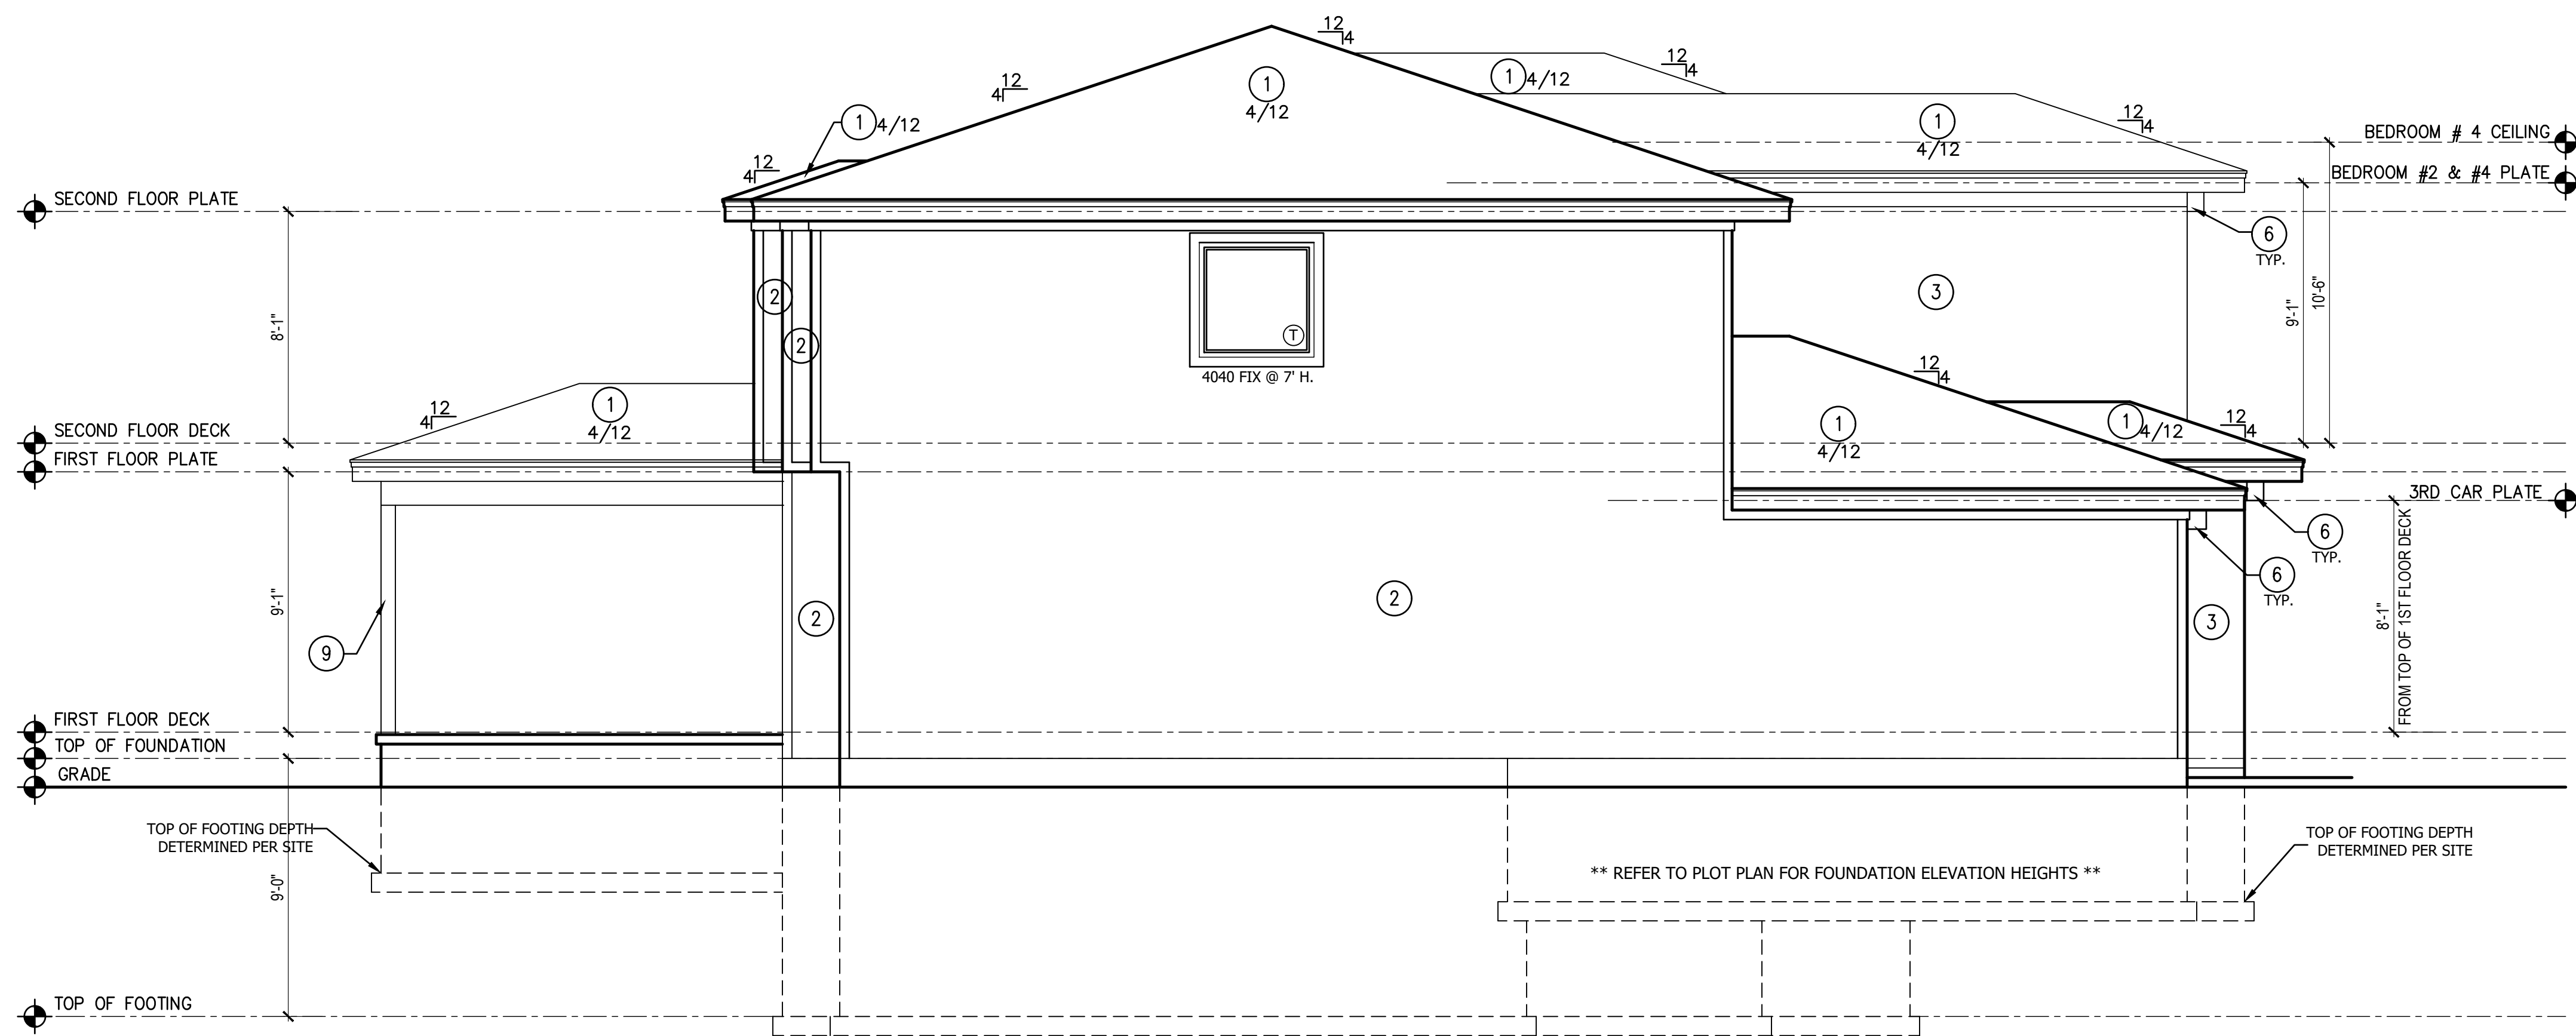 12
4
12
4
1
4/12
12
4
12
4
1
4/12
1
4/12
1
4/12
12
4
BEDROOM # 4 CEILING
12
4
BEDROOM #2 & #4 PLATE
SECOND FLOOR PLATE
6
TYP.
2
3
9'-1"
10'-6"
8'-1"
2
T
4040 FIX @ 7' H.
12
4
12
4
1
4/12
1
4/12
1
4/12
12
4
SECOND FLOOR DECK
FIRST FLOOR PLATE
3RD CAR PLATE
6
TYP.
6
TYP.
9'-1"
2
2
3
8'-1"
FROM TOP OF 1ST FLOOR DECK
9
FIRST FLOOR DECK
TOP OF FOUNDATION
GRADE
TOP OF FOOTING DEPTH
DETERMINED PER SITE
TOP OF FOOTING DEPTH
DETERMINED PER SITE
9'-0"
** REFER TO PLOT PLAN FOR FOUNDATION ELEVATION HEIGHTS **
TOP OF FOOTING